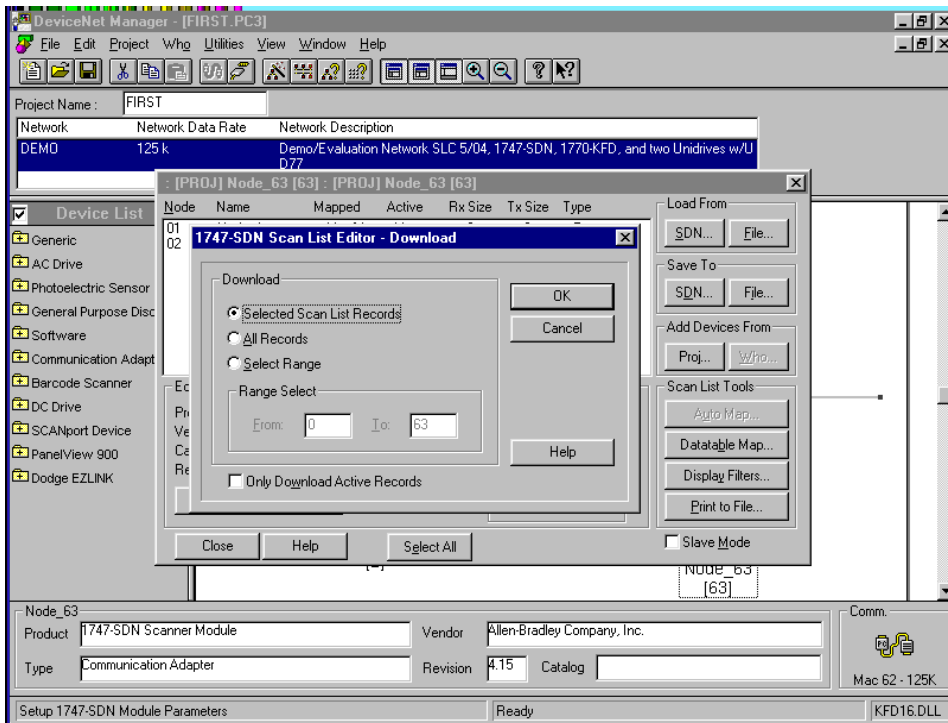 DeviceNet Manager - [FIRST.PC3]
File Edit Project Who Utilities View Window Help
Project Name : FIRST
Network Network Data Rate Network Description
DEMO 125 k Demo/Evaluation Network SLC 5/04, 1747-SDN, 1770-KFD, and two Unidrives w/U
D77
: [PROJ] Node_63 [63] : [PROJ] Node_63 [63]
Node Name Mapped Active Rx Size Tx Size Type
01
02
Load From
SDN... File...
Save To
SDN... File...
Add Devices From
Proj... Who...
Scan List Tools
Auto Map...
Datatable Map...
Display Filters...
Print to File...
Slave Mode
1747-SDN Scan List Editor - Download
Download
Selected Scan List Records
All Records
Select Range
Range Select
From: 0 To: 63
Only Download Active Records
OK
Cancel
Help
Close Help Select All
Device List
Generic
AC Drive
Photoelectric Sensor
General Purpose Disc
Software
Communication Adapt
Barcode Scanner
DC Drive
SCANport Device
PanelView 900
Dodge EZLINK
Node_63
[63]
Node_63
Product 1747-SDN Scanner Module Vendor Allen-Bradley Company, Inc.
Type Communication Adapter Revision 4.15 Catalog
Comm.
Mac 62 - 125K
Setup 1747-SDN Module Parameters Ready KFD16.DLL